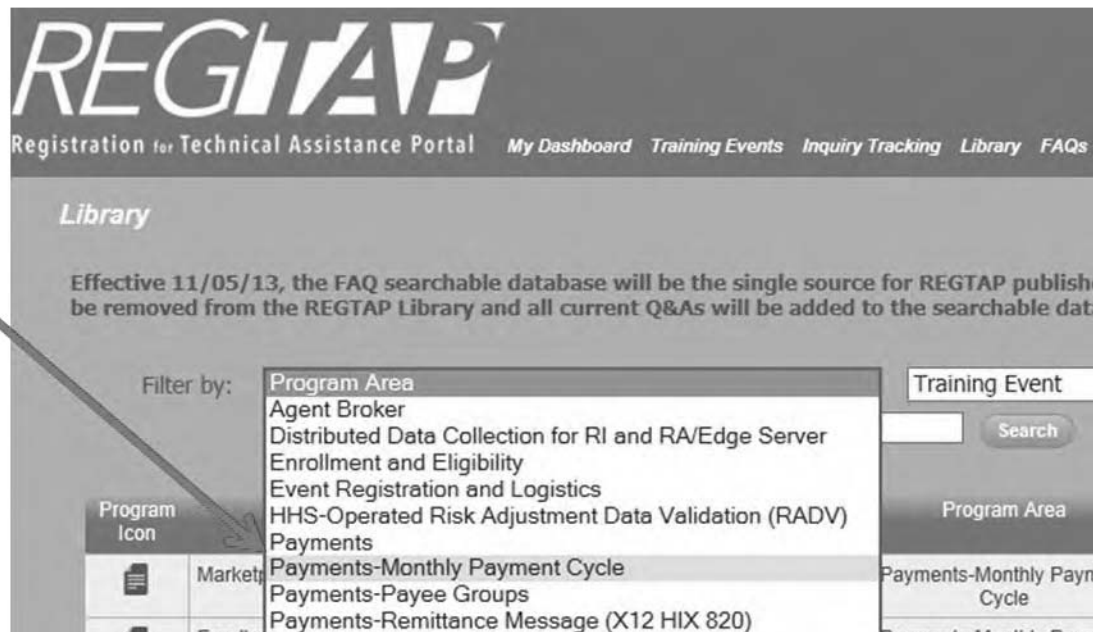 REGTAP
Registration for Technical Assistance Portal My Dashboard Training Events Inquiry Tracking Library FAQs
Library
Effective 11/05/13, the FAQ searchable database will be the single source for REGTAP
be removed from the REGTAP Library and all current Q&As will be added to the searchable
Filter by: Program Area Training Event
Agent Broker
Distributed Data Collection for RI and RA/Edge Server Search
Enrollment and Eligibility
Event Registration and Logistics
Program Icon HHS-Operated Risk Adjustment Data Validation (RADV) Program Area
Payments
Payments-Monthly Payment Cycle Payments-Monthly
Cycle
Payments-Payee Groups
Payments-Remittance Message (X12 HIX 820)